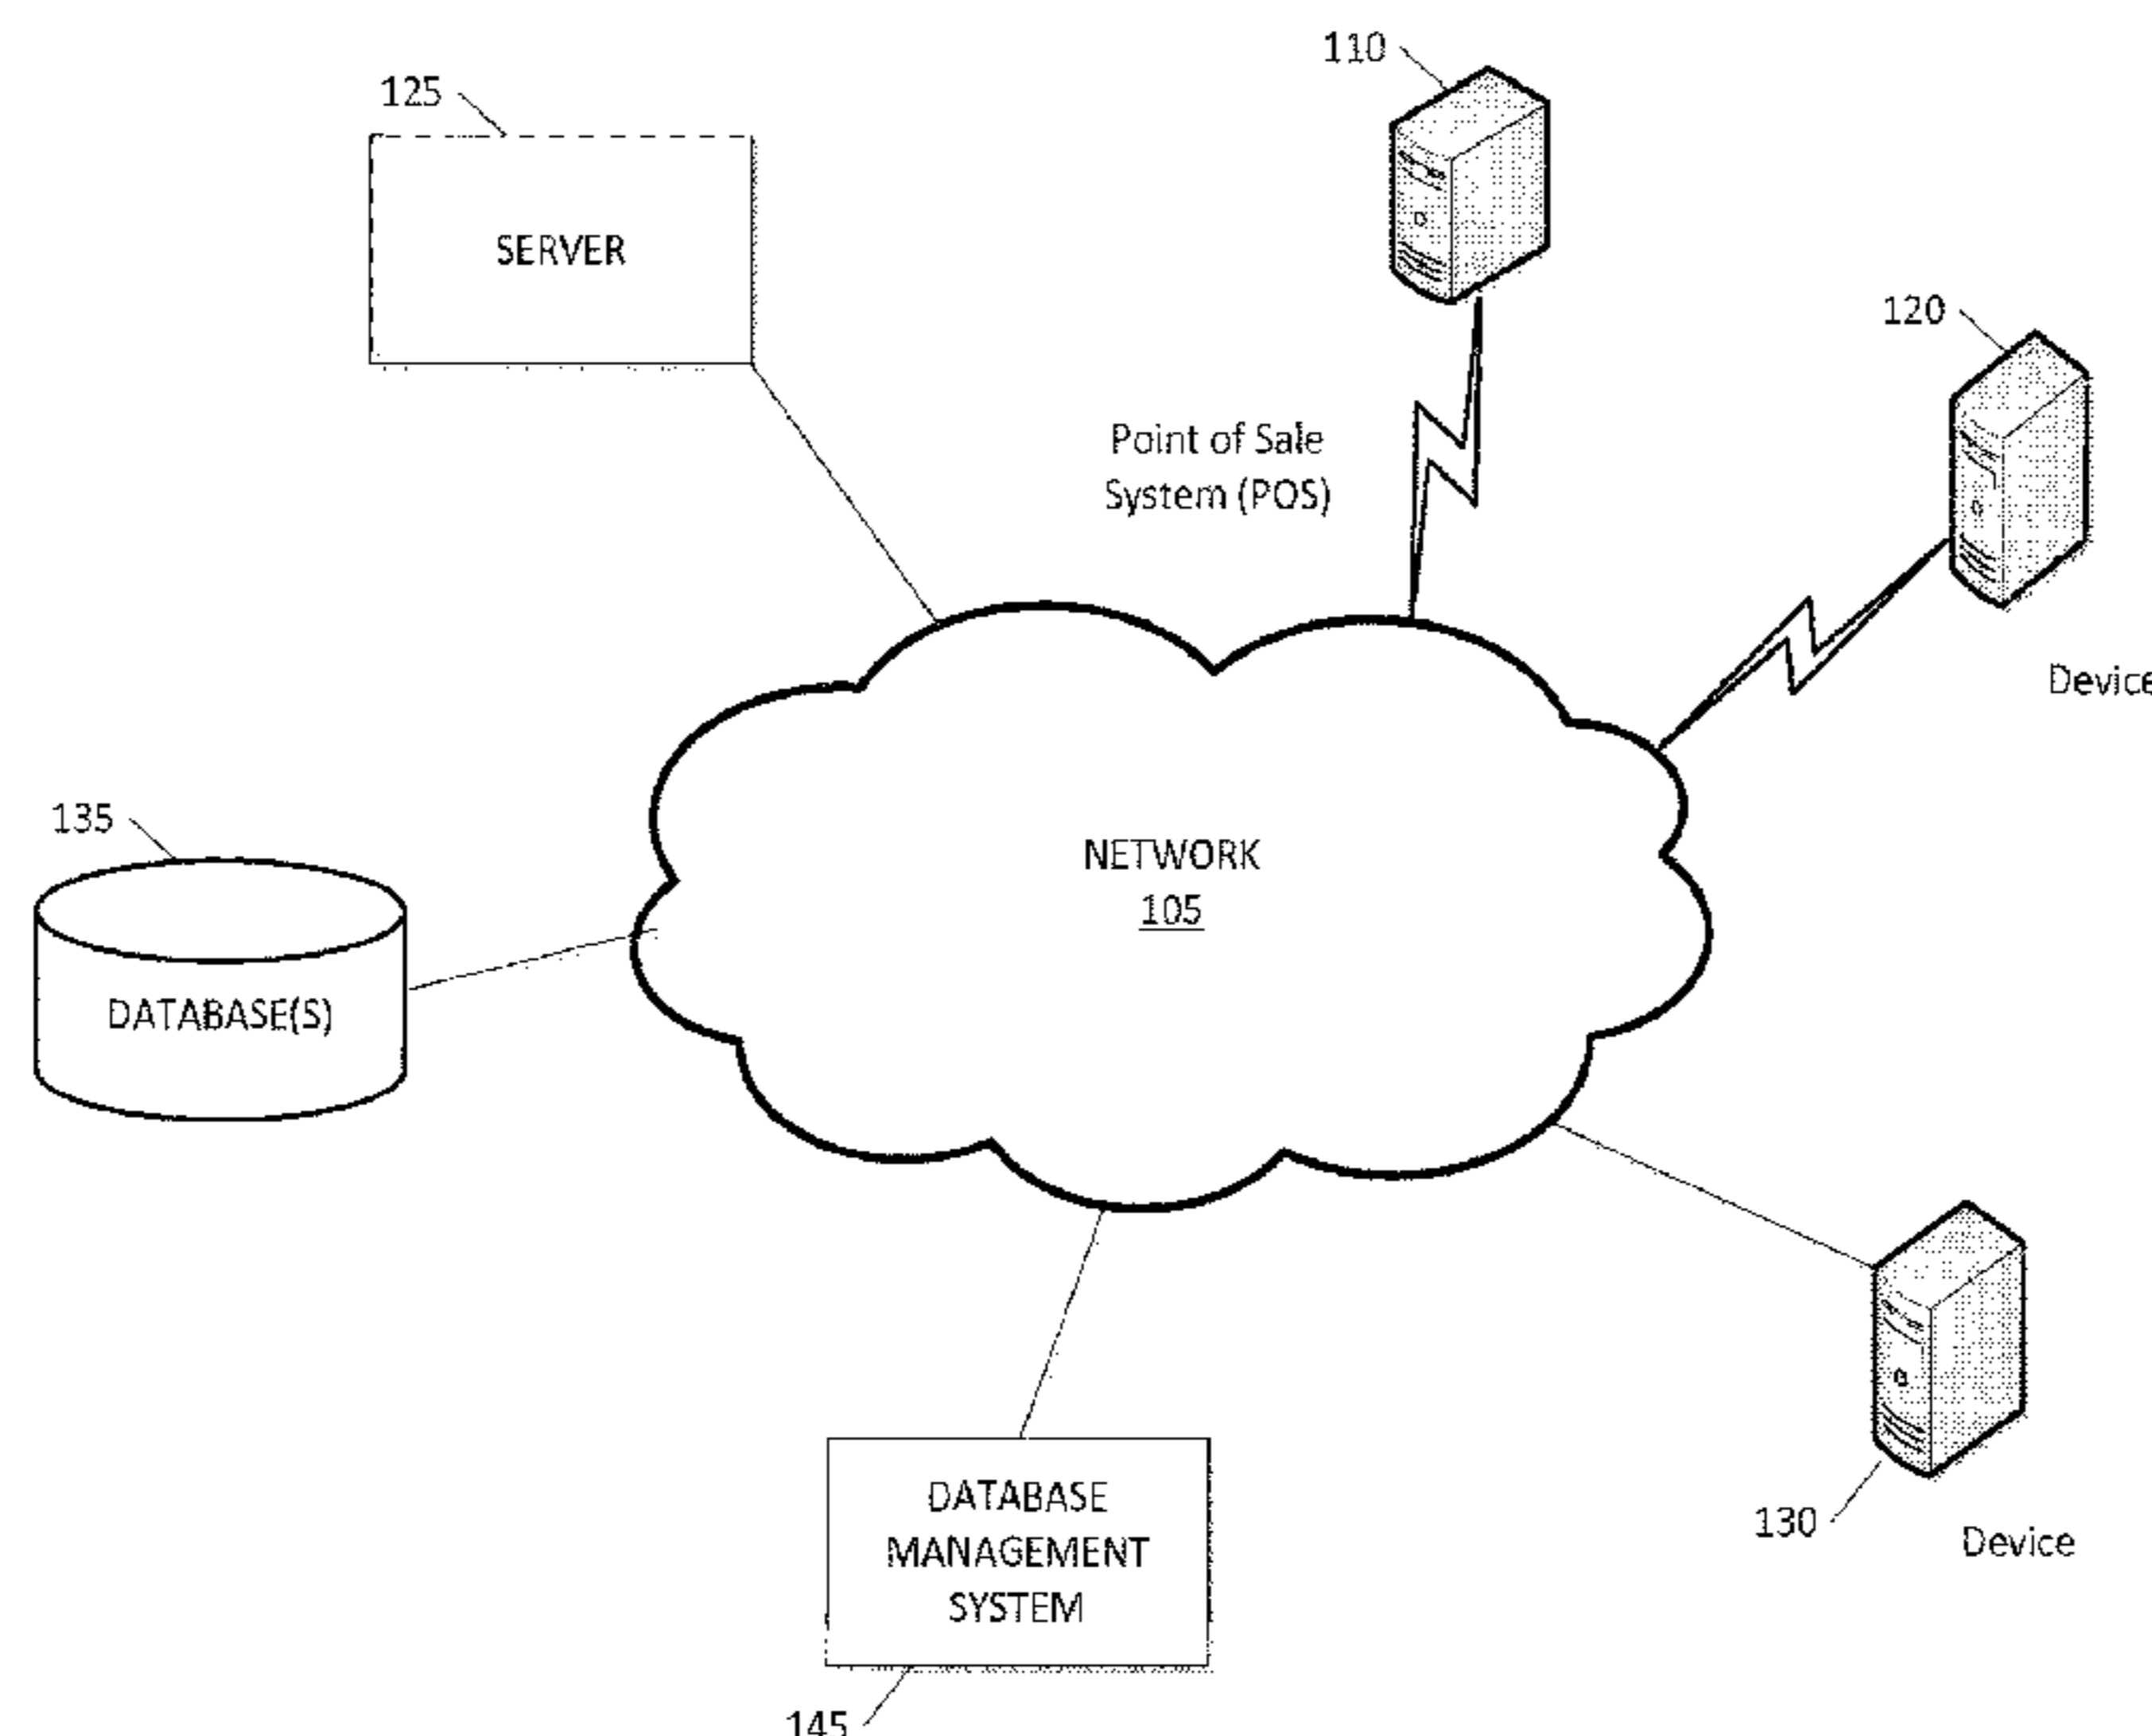 110
125
SERVER
120
Point of Sale
System (POS)
Device
135
NETWORK
105
DATABASE(S)
DATABASE
MANAGEMENT
SYSTEM
130
Device
145